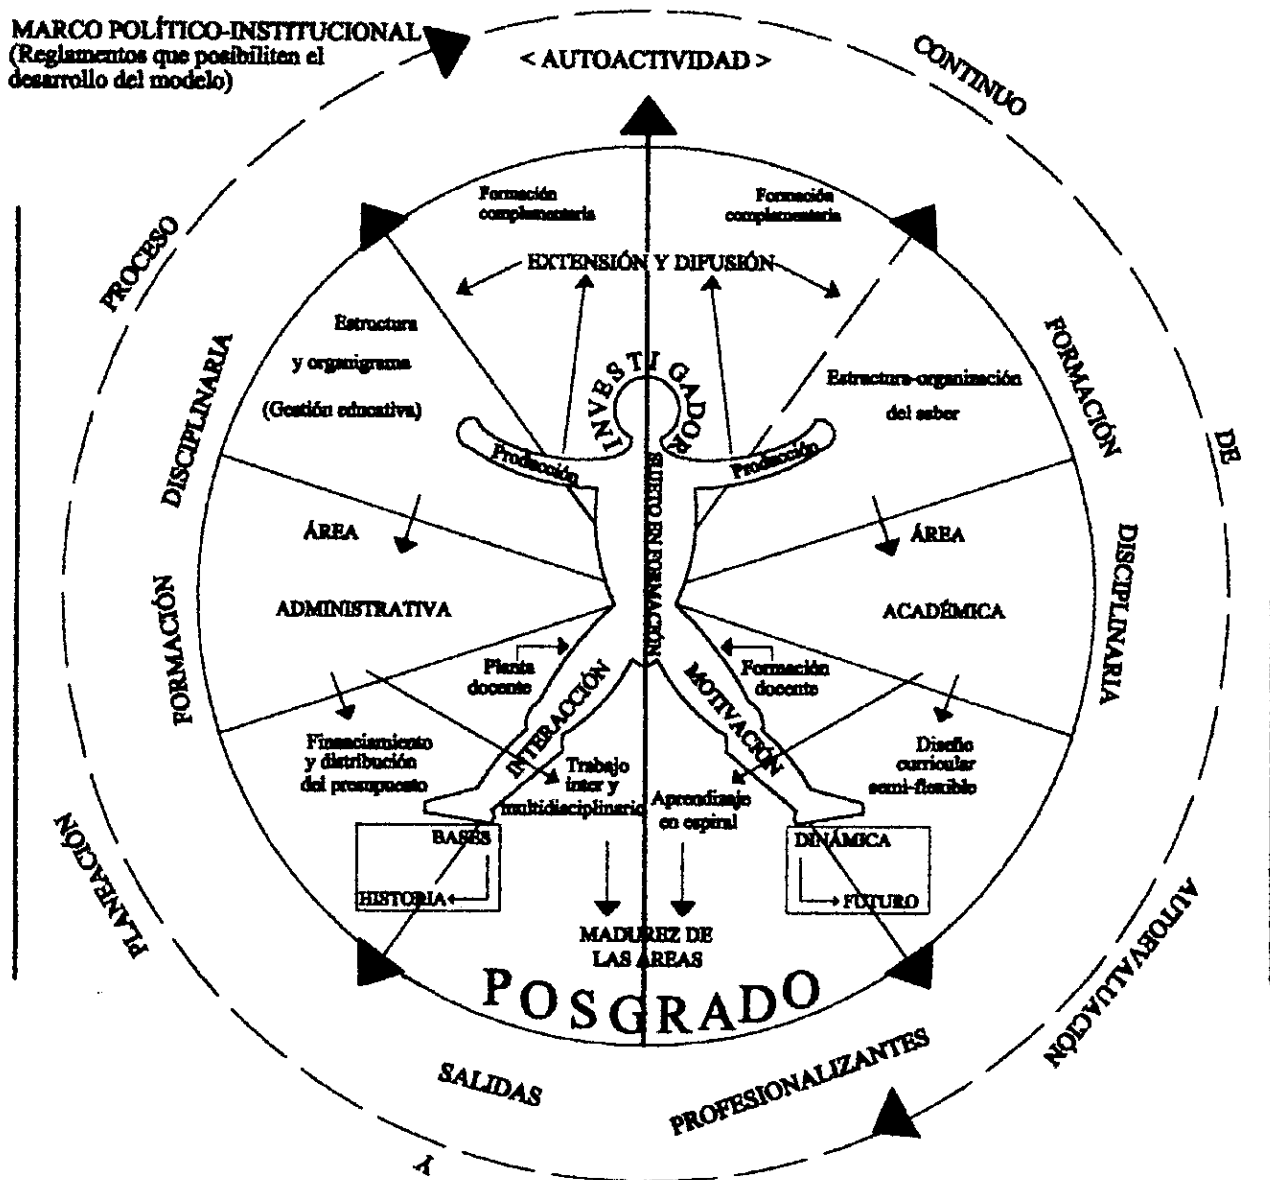 MARCO POLÍTICO-INSTITUCIONAL
(Reglamentos que posibiliten el
desarrollo del modelo)
< AUTOACTIVIDAD >
PROCESO
CONTINUO
DE
AUTOEVALUACIÓN
Y
PLANEACIÓN
FORMACIÓN
DISCIPLINARIA
FORMACIÓN
DISCIPLINARIA
SALIDAS
PROFESIONALIZANTES
Formación
complementaria
Formación
complementaria
EXTENSIÓN Y DIFUSIÓN
Estructura
y organigrama
(Gestión educativa)
Estructura-organización
del saber
INVESTIGADOR
Producción
Producción
SUJETO EN FORMACIÓN
ÁREA
ADMINISTRATIVA
ÁREA
ACADÉMICA
Planta
docente
Formación
docente
INTERACCIÓN
MOTIVACIÓN
Financiamiento
y distribución
del presupuesto
Trabajo
inter y
multidisciplinario
Aprendizaje
en espiral
Diseño
curricular
semi-flexible
BASES
HISTORIA
DINÁMICA
FUTURO
MADUREZ DE
LAS ÁREAS
POSGRADO